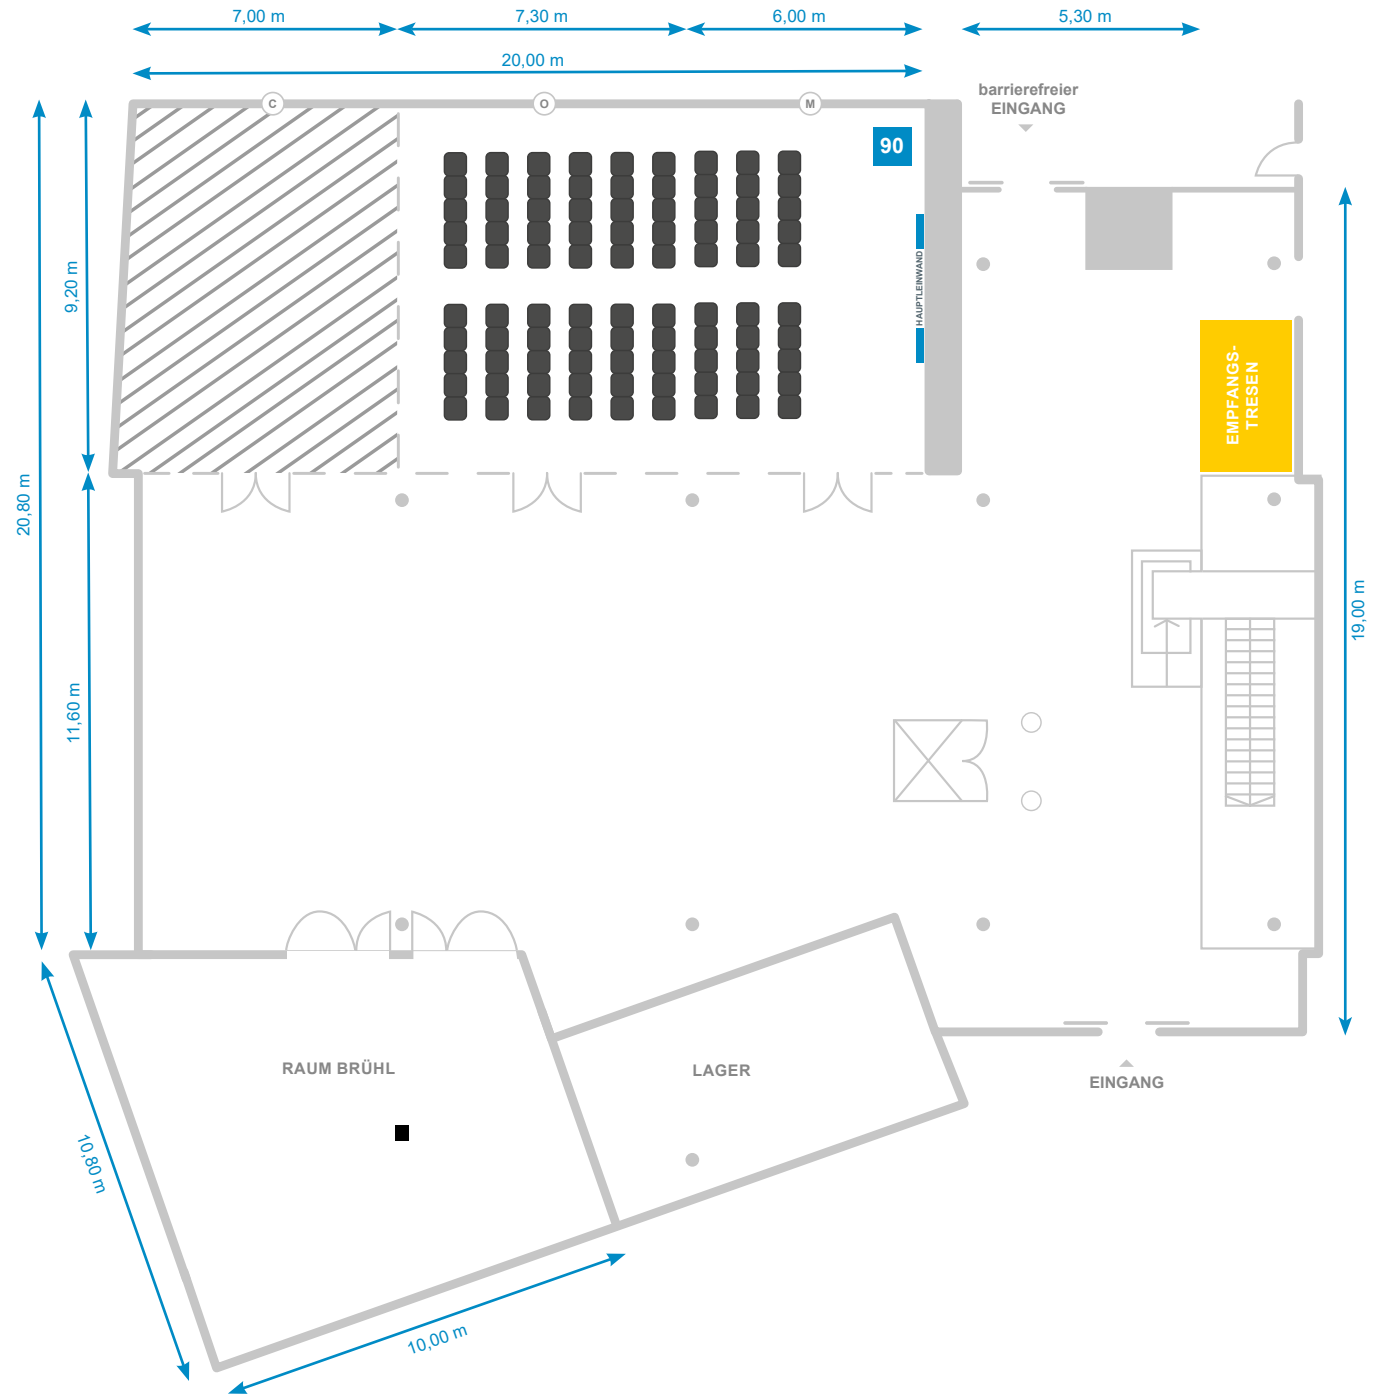 7,00 m
7,30 m
6,00 m
5,30 m
20,00 m
barrierefreier
EINGANG
C
O
M
90
HAUPTLEINWAND
9,20 m
EMPFANGS-
TRESEN
20,80 m
19,00 m
11,60 m
RAUM BRÜHL
LAGER
EINGANG
10,80 m
10,00 m